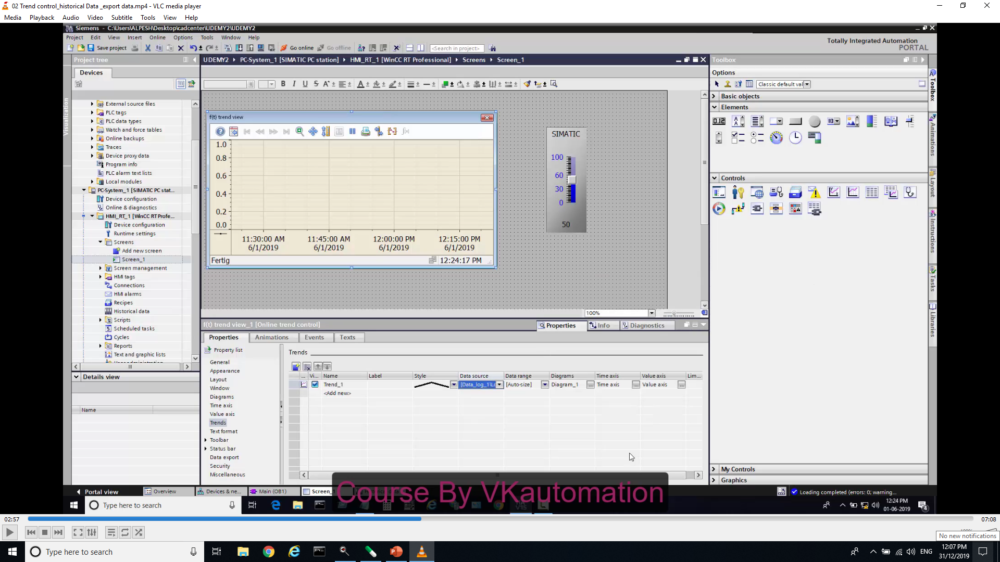 02 Trend control_historical Data _export data.mp4 - VLC media player
Media Playback Audio Video Subtitle Tools View Help
Siemens - C:\Users\ALPESH\Desktop\cadcenter\UDEMY2\UDEMY2
Project Edit View Insert Online Options Tools Window Help
Totally Integrated Automation
PORTAL
Save project Go online Go offline <Search in project>
Project tree
Devices
Visualization
External source files
PLC tags
PLC data types
Watch and force tables
Online backups
Traces
Device proxy data
Program info
PLC alarm text lists
Local modules
PC-System_1 [SIMATIC PC stat...
Device configuration
Online & diagnostics
HMI_RT_1 [WinCC RT Profe...
Device configuration
Runtime settings
Screens
Add new screen
Screen_1
Screen management
HMI tags
Connections
HMI alarms
Recipes
Historical data
Scripts
Scheduled tasks
Cycles
Reports
Text and graphic lists
Details view
Name
UDEMY2 PC-System_1 [SIMATIC PC station] HMI_RT_1 [WinCC RT Professional] Screens Screen_1
B I U S A
f(t) trend view
1.0
0.8
0.6
0.4
0.2
0.0
11:30:00 AM 11:45:00 AM 12:00:00 PM 12:15:00 PM
6/1/2019 6/1/2019 6/1/2019 6/1/2019
Fertig 12:24:17 PM
SIMATIC
100
60
30
0
50
100%
f(t) trend view_1 [Online trend control]
Properties Info Diagnostics
Properties Animations Events Texts
Property list
General
Appearance
Layout
Window
Diagrams
Time axis
Value axis
Trends
Text format
Toolbar
Status bar
Data export
Security
Miscellaneous
Trends
... Vi... Name Label Style Data source Data range Diagrams Time axis Value axis Lim...
Trend_1 [Data_log_1\Lo [Auto-size] Diagram_1 ... Time axis ... Value axis ...
<Add new>
Toolbox
Options
Classic default val
Basic objects
Elements
Controls
My Controls
Graphics
Toolbox
Animations
Layout
Instructions
Tasks
Libraries
Portal view Overview Devices & ne... Main (OB1) Screen_
Loading completed (errors: 0; warning...
Course By VKautomation
Type here to search
12:24 PM
01-06-2019
4
02:57 07:08
No new notifications
Type here to search
ENG
12:07 PM
31/12/2019